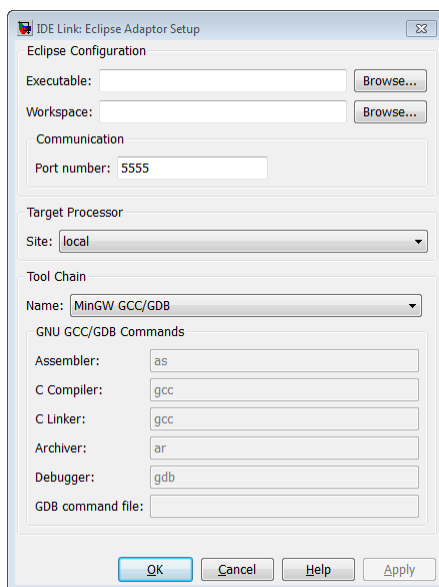 IDE Link: Eclipse Adaptor Setup
Eclipse Configuration
Executable: Browse...
Workspace: Browse...
Communication
Port number: 5555
Target Processor
Site: local
Tool Chain
Name: MinGW GCC/GDB
GNU GCC/GDB Commands
Assembler: as
C Compiler: gcc
C Linker: gcc
Archiver: ar
Debugger: gdb
GDB command file:
OK Cancel Help Apply